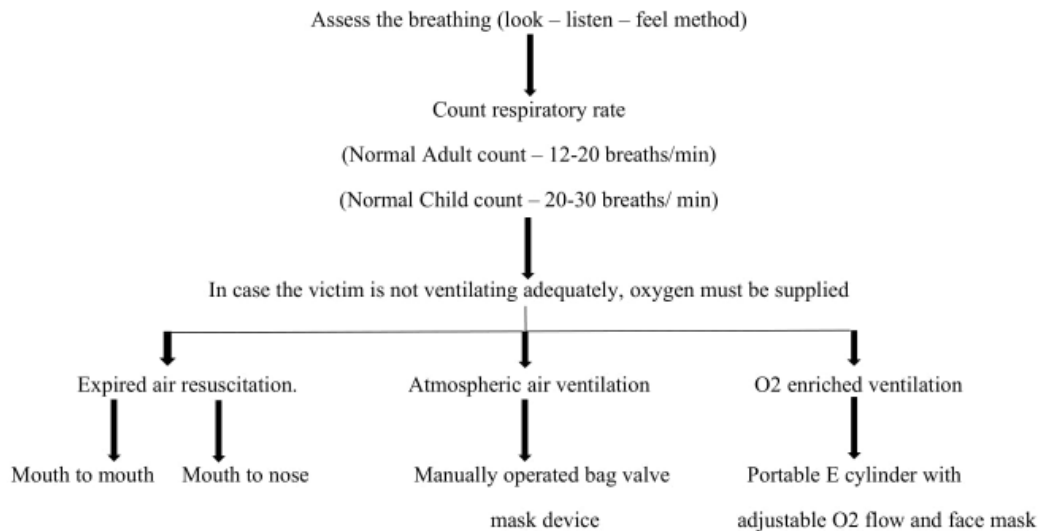 Assess the breathing (look – listen – feel method)
Count respiratory rate
(Normal Adult count – 12-20 breaths/min)
(Normal Child count – 20-30 breaths/ min)
In case the victim is not ventilating adequately, oxygen must be supplied
Expired air resuscitation.
Atmospheric air ventilation
O2 enriched ventilation
Mouth to mouth
Mouth to nose
Manually operated bag valve
mask device
Portable E cylinder with
adjustable O2 flow and face mask